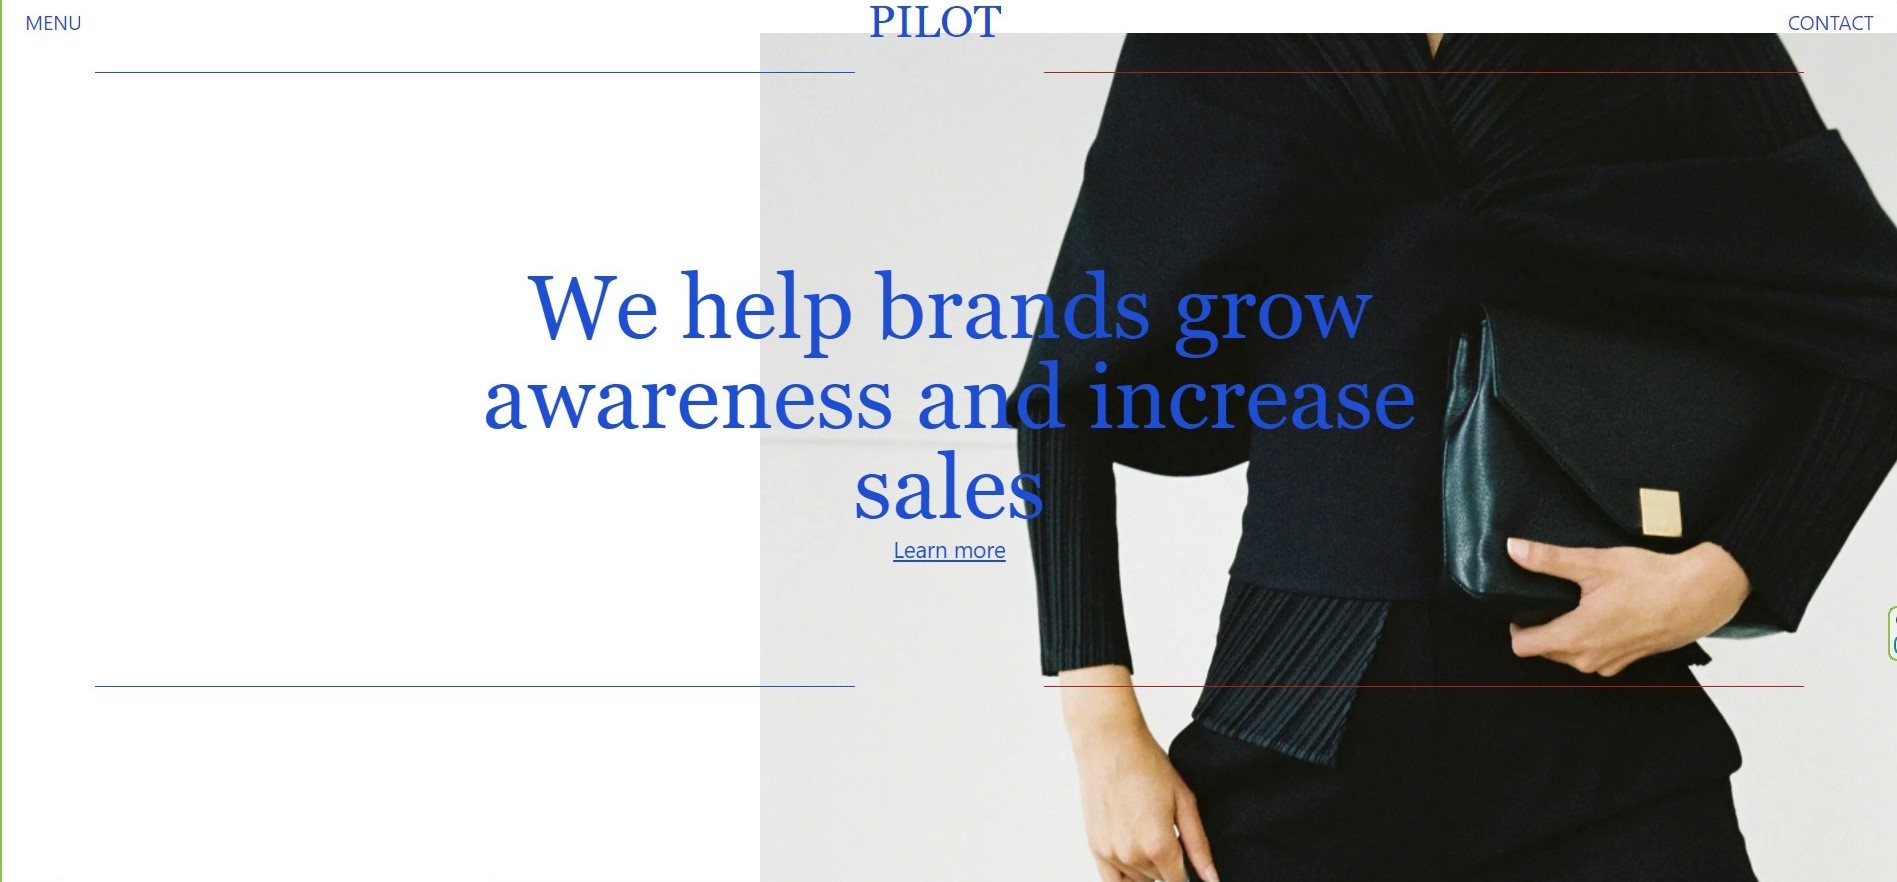 MENU
PILOT
CONTACT
We help brands grow
awareness and increase
sales
Learn more